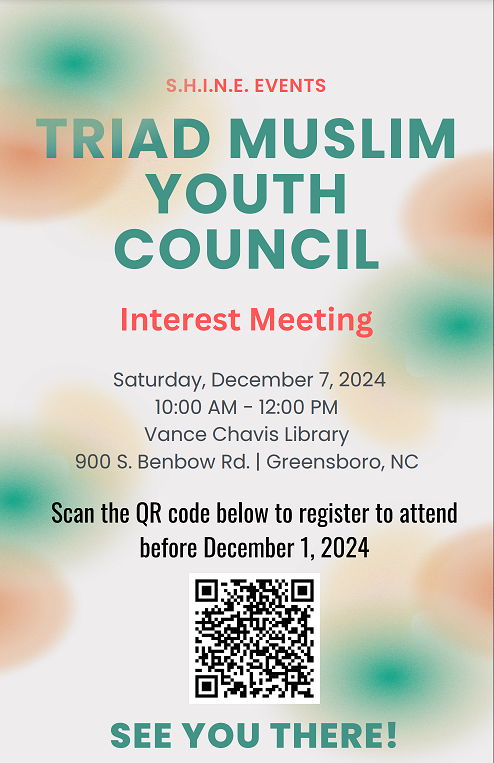 S.H.I.N.E. EVENTS
TRIAD MUSLIM
YOUTH
COUNCIL
Interest Meeting
Saturday, December 7, 2024
10:00 AM - 12:00 PM
Vance Chavis Library
900 S. Benbow Rd. | Greensboro, NC
Scan the QR code below to register to attend
before December 1, 2024
SEE YOU THERE!